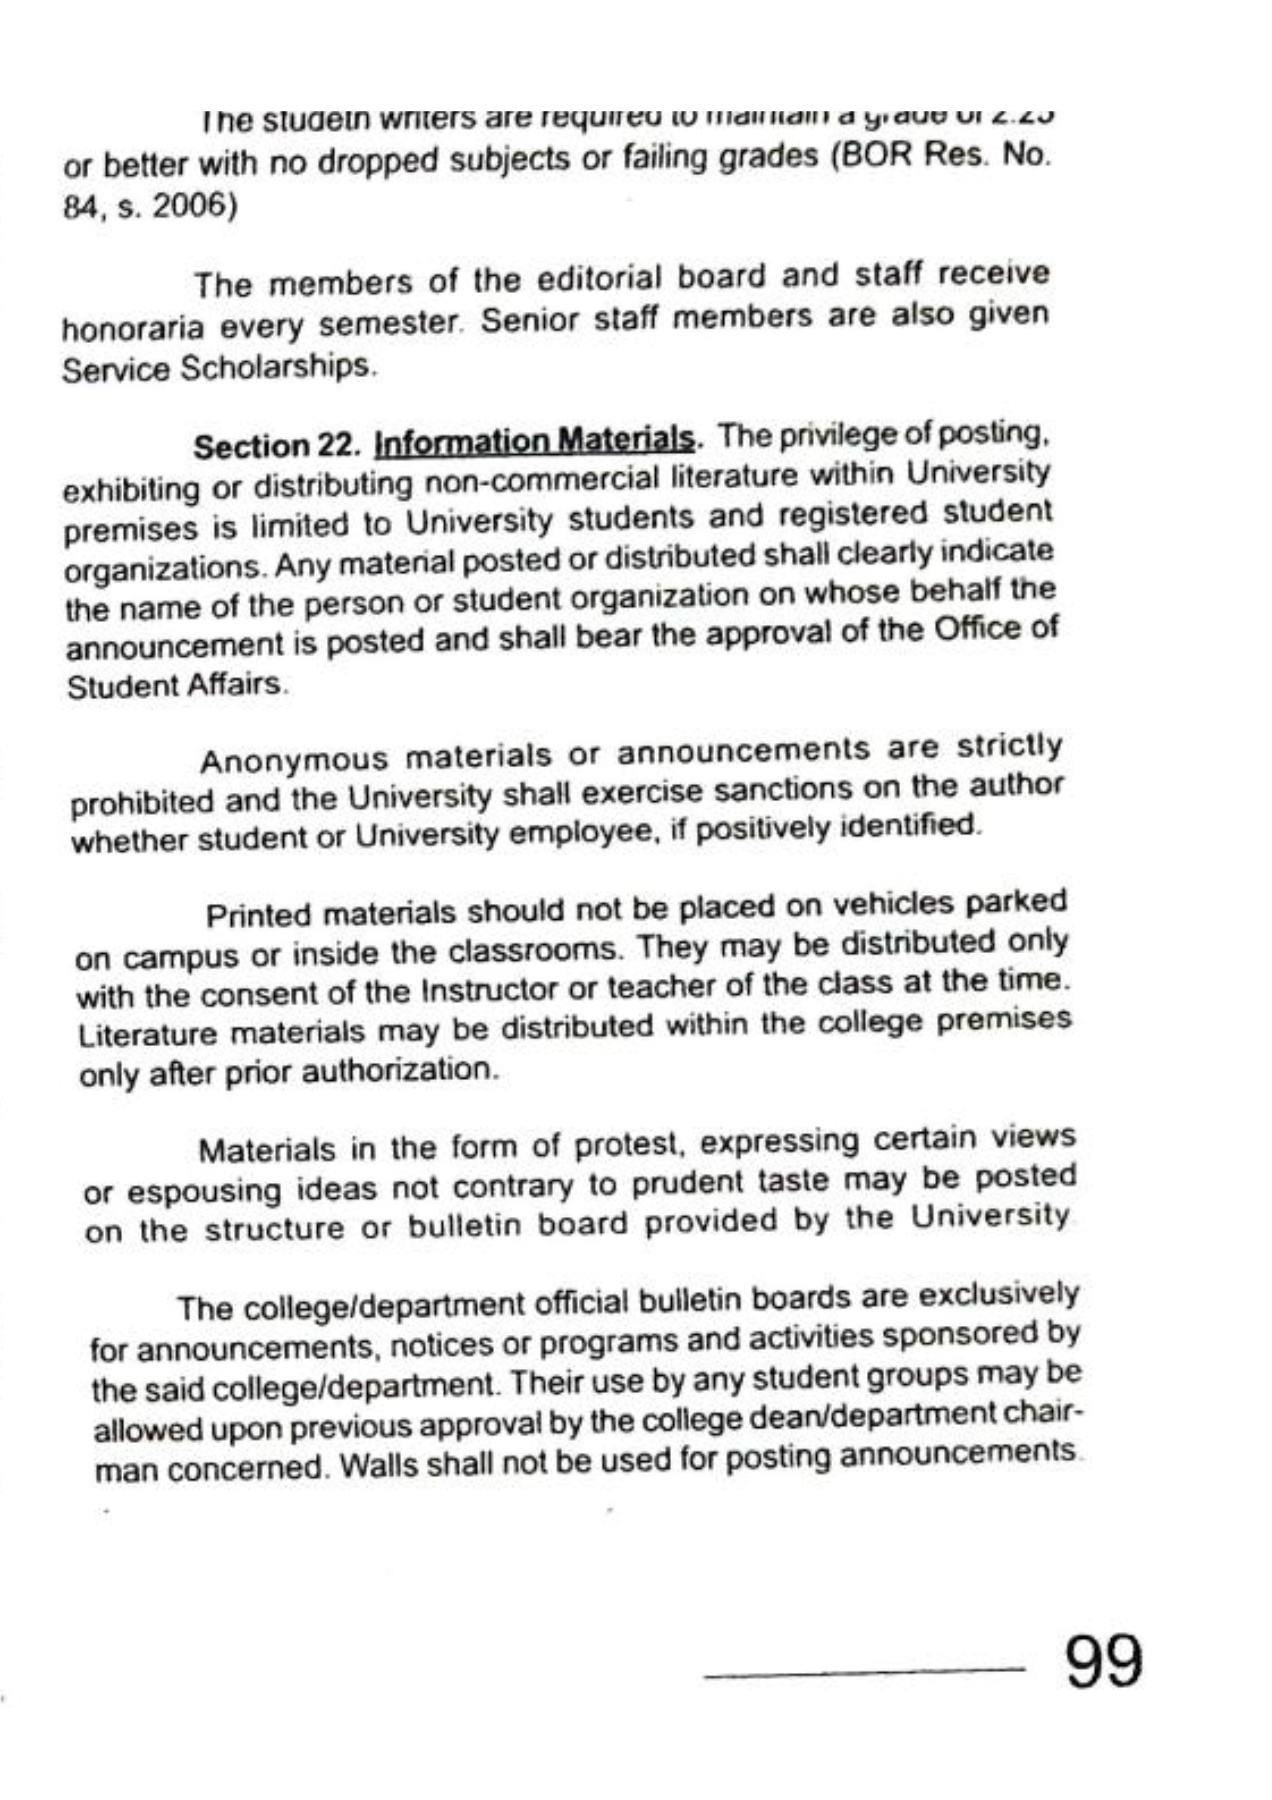 The studetn writers are required to maintain a grade of 2.25
or better with no dropped subjects or failing grades (BOR Res. No.
84, s. 2006)
The members of the editorial board and staff receive
honoraria every semester. Senior staff members are also given
Service Scholarships.
Section 22. Information Materials. The privilege of posting,
exhibiting or distributing non-commercial literature within University
premises is limited to University students and registered student
organizations. Any material posted or distributed shall clearly indicate
the name of the person or student organization on whose behalf the
announcement is posted and shall bear the approval of the Office of
Student Affairs.
Anonymous materials or announcements are strictly
prohibited and the University shall exercise sanctions on the author
whether student or University employee, if positively identified.
Printed materials should not be placed on vehicles parked
on campus or inside the classrooms. They may be distributed only
with the consent of the Instructor or teacher of the class at the time.
Literature materials may be distributed within the college premises
only after prior authorization.
Materials in the form of protest, expressing certain views
or espousing ideas not contrary to prudent taste may be posted
on the structure or bulletin board provided by the University
The college/department official bulletin boards are exclusively
for announcements, notices or programs and activities sponsored by
the said college/department. Their use by any student groups may be
allowed upon previous approval by the college dean/department chair-
man concerned. Walls shall not be used for posting announcements.
99